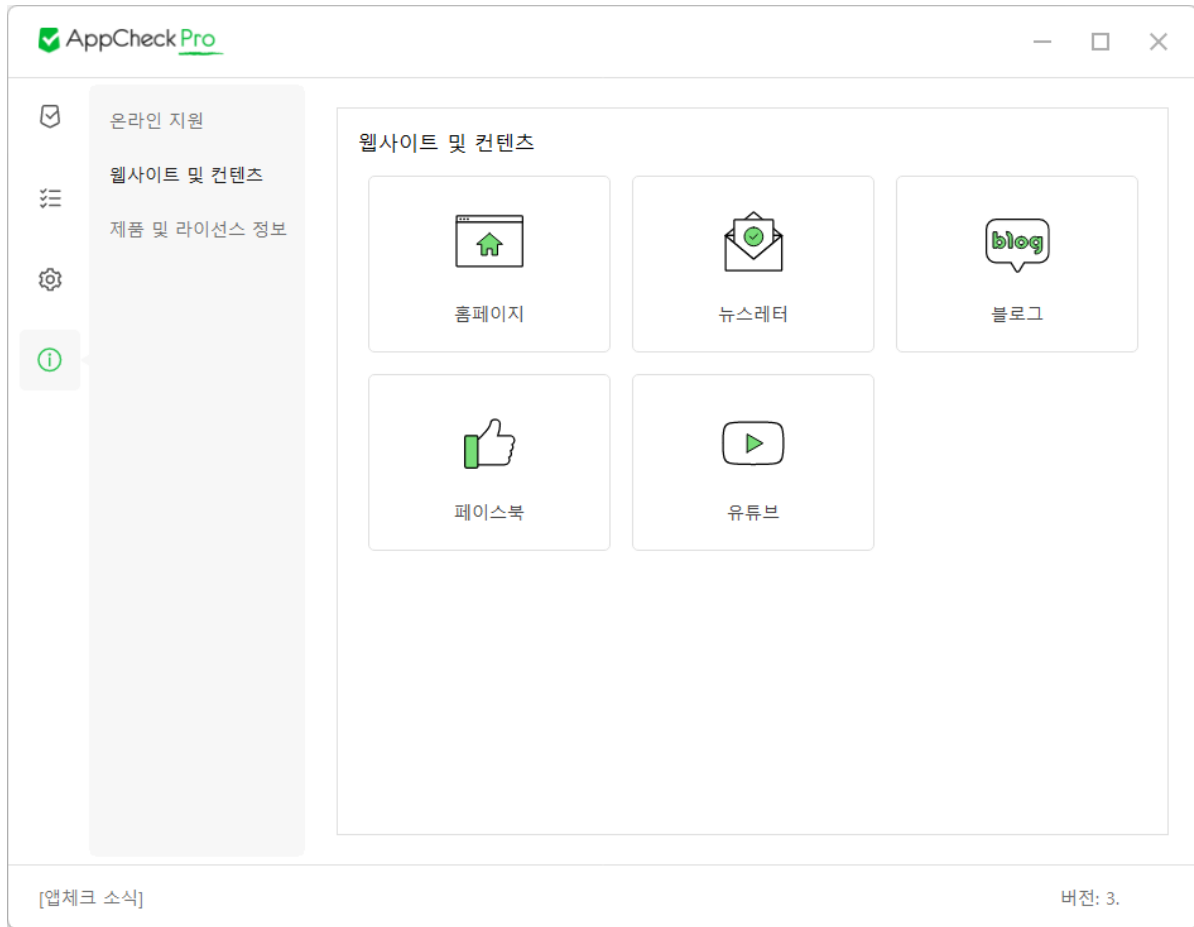 AppCheck Pro
온라인 지원
웹사이트 및 컨텐츠
제품 및 라이선스 정보
웹사이트 및 컨텐츠
홈페이지
뉴스레터
blog
블로그
페이스북
유튜브
[앱체크 소식]
버전: 3.